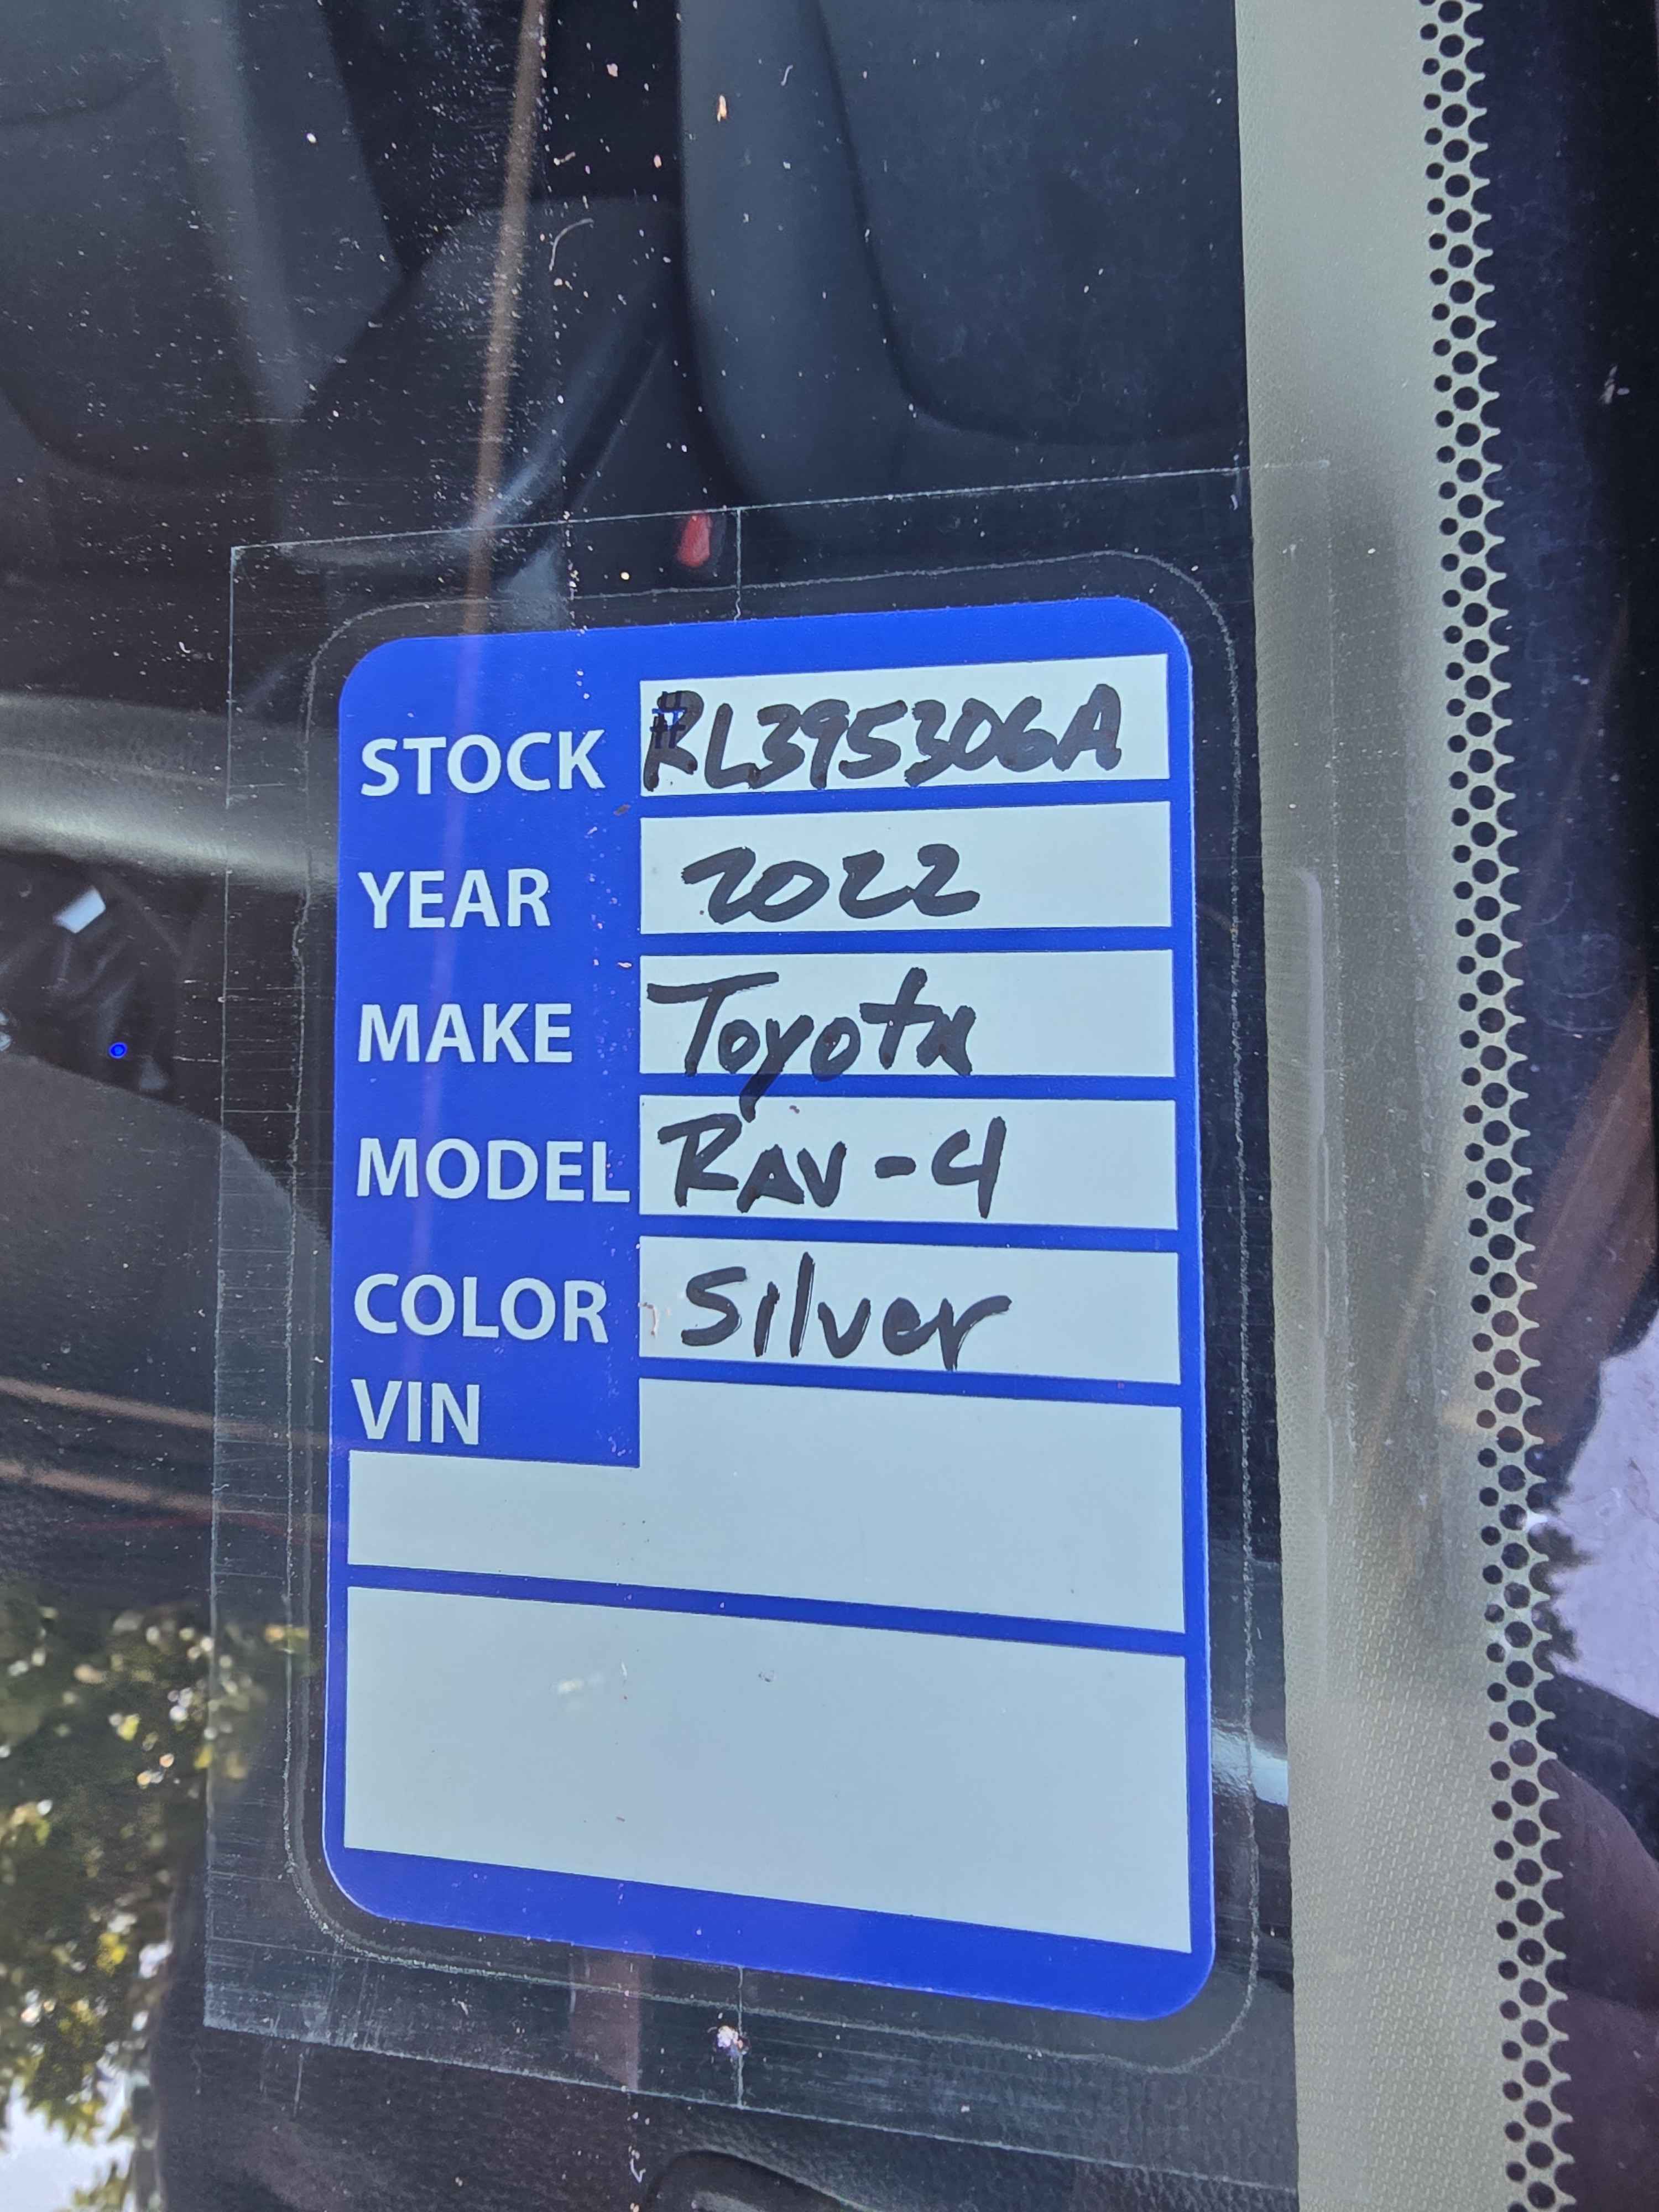 STOCK # RL395306A
YEAR 2022
MAKE Toyota
MODEL RAV-4
COLOR Silver
VIN